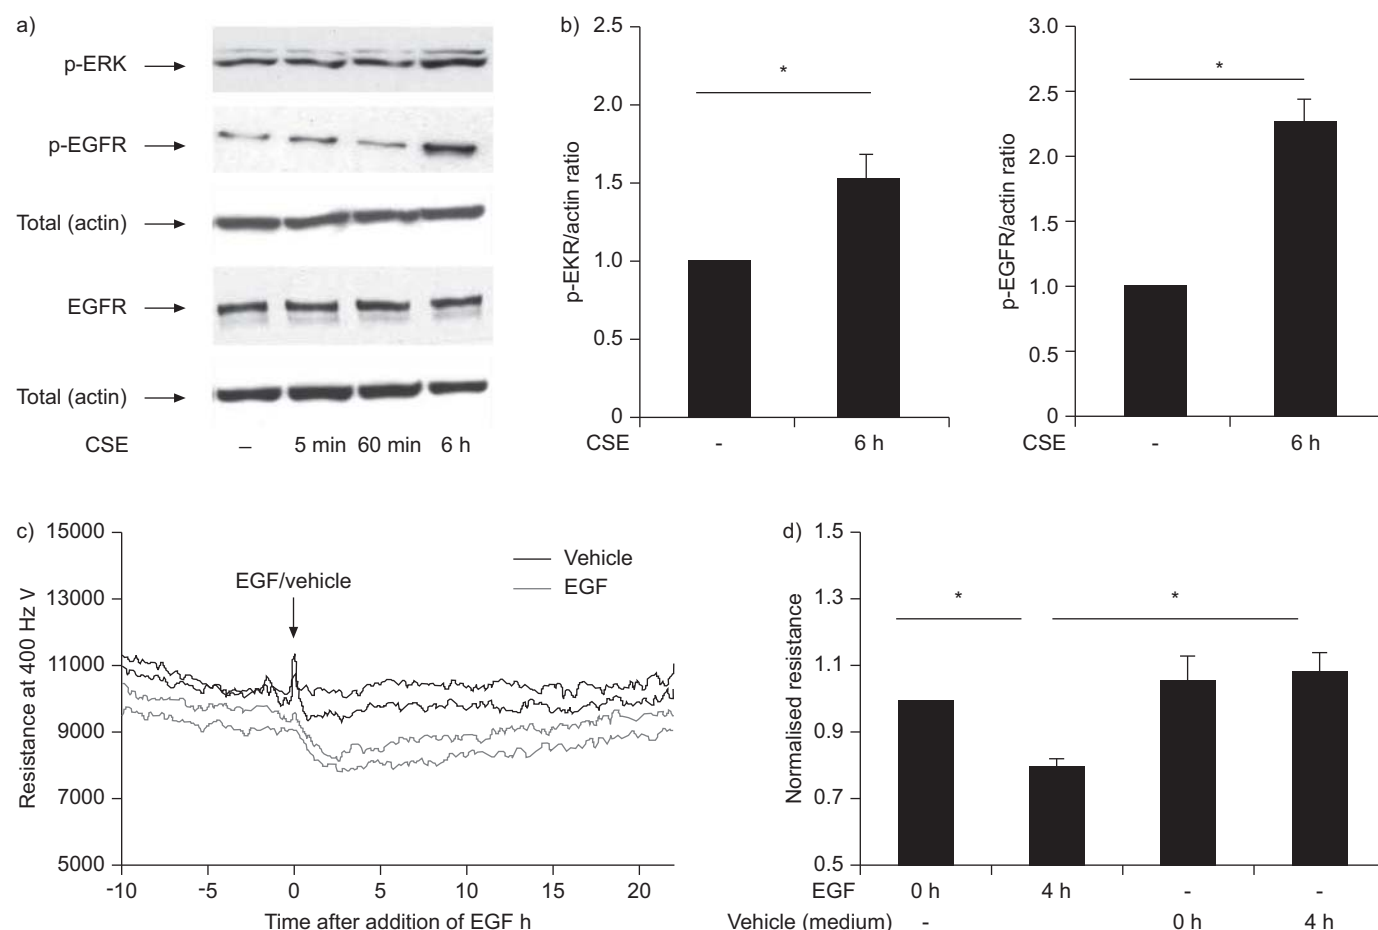 a)
p-ERK
p-EGFR
Total (actin)
EGFR
Total (actin)
CSE – 5 min 60 min 6 h
b)
2.5
2.0
1.5
1.0
0.5
0
p-EKR/actin ratio
*
CSE - 6 h
3.0
2.5
2.0
1.5
1.0
0.5
0
p-EGFR/actin ratio
*
CSE - 6 h
c)
15000
13000
11000
9000
7000
5000
Resistance at 400 Hz V
EGF/vehicle
Vehicle
EGF
-10 -5 0 5 10 15 20
Time after addition of EGF h
d)
1.5
1.3
1.1
0.9
0.7
0.5
Normalised resistance
* *
EGF 0 h 4 h - -
Vehicle (medium) - 0 h 4 h